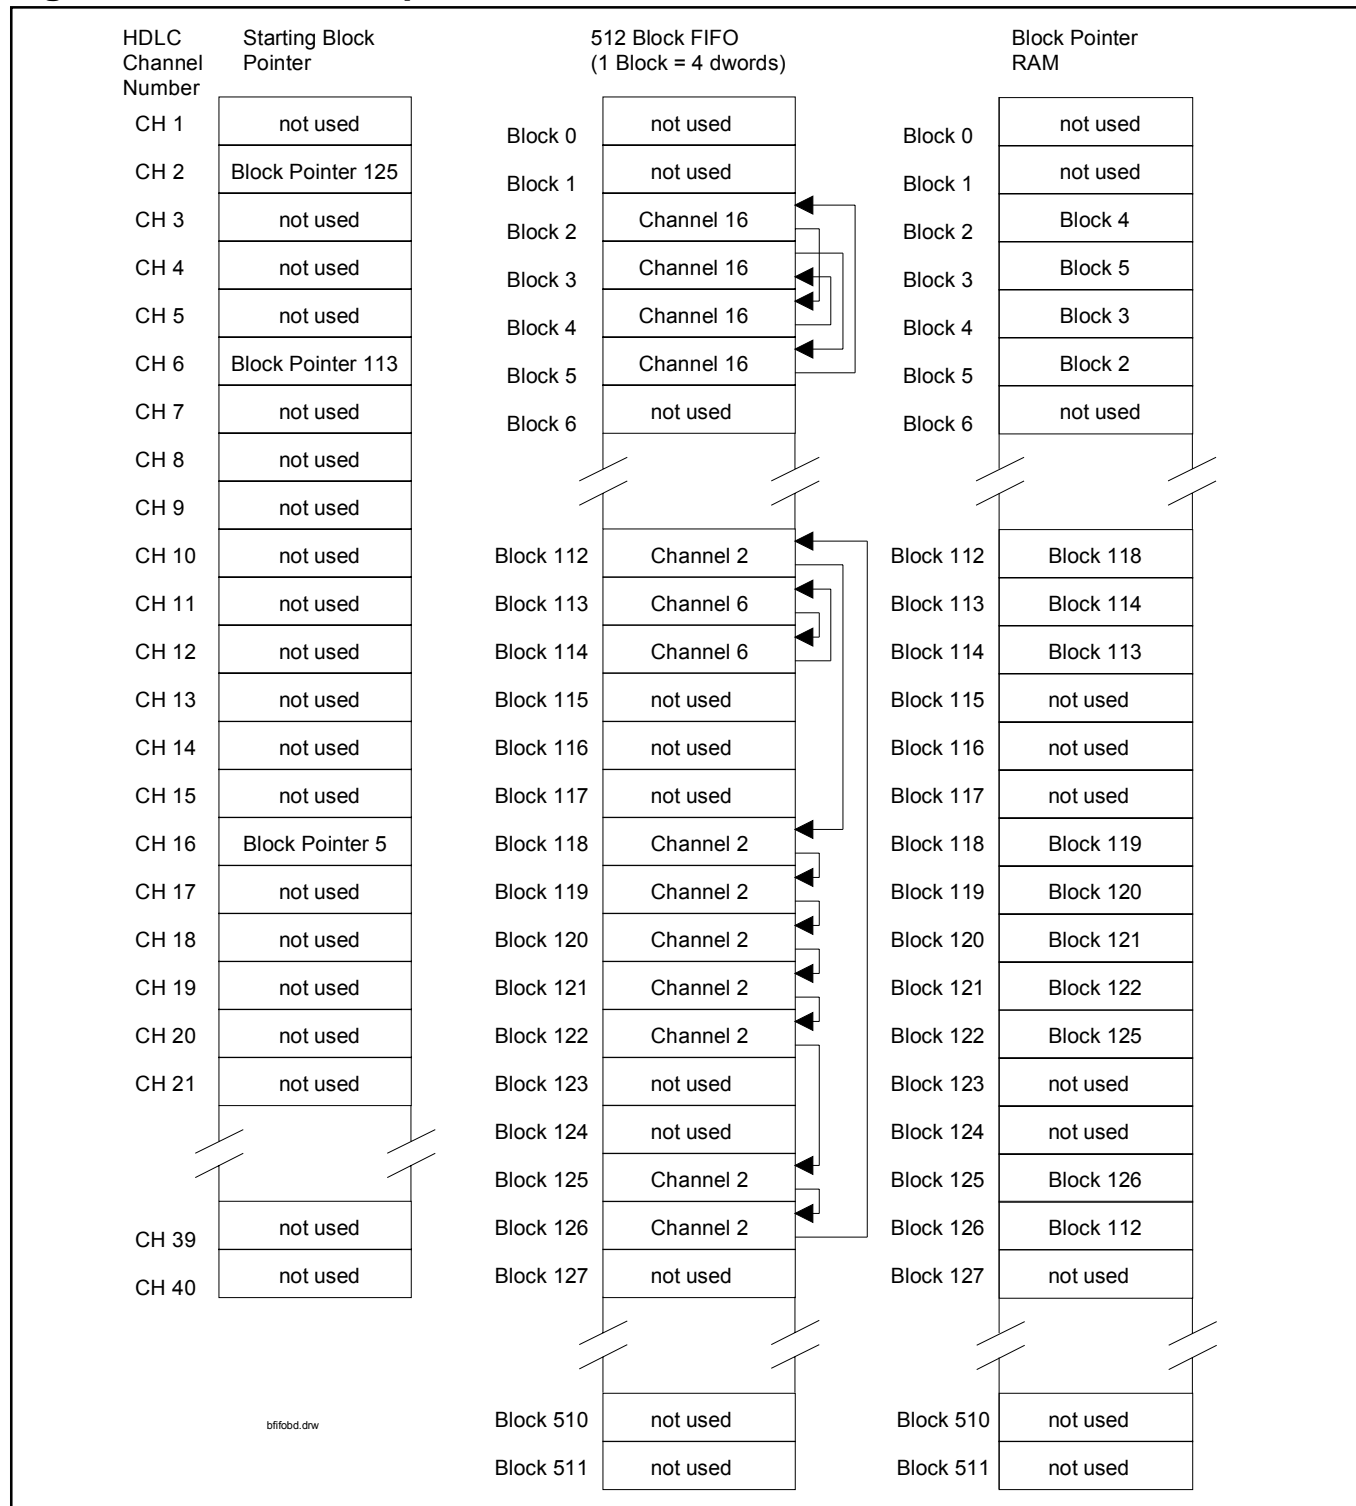 HDLC
Channel
Number
Starting Block
Pointer
512 Block FIFO
(1 Block = 4 dwords)
Block Pointer
RAM
CH 1 not used
CH 2 Block Pointer 125
CH 3 not used
CH 4 not used
CH 5 not used
CH 6 Block Pointer 113
CH 7 not used
CH 8 not used
CH 9 not used
CH 10 not used
CH 11 not used
CH 12 not used
CH 13 not used
CH 14 not used
CH 15 not used
CH 16 Block Pointer 5
CH 17 not used
CH 18 not used
CH 19 not used
CH 20 not used
CH 21 not used
CH 39 not used
CH 40 not used
bfifobd.drw
Block 0 not used
Block 1 not used
Block 2 Channel 16
Block 3 Channel 16
Block 4 Channel 16
Block 5 Channel 16
Block 6 not used
Block 112 Channel 2
Block 113 Channel 6
Block 114 Channel 6
Block 115 not used
Block 116 not used
Block 117 not used
Block 118 Channel 2
Block 119 Channel 2
Block 120 Channel 2
Block 121 Channel 2
Block 122 Channel 2
Block 123 not used
Block 124 not used
Block 125 Channel 2
Block 126 Channel 2
Block 127 not used
Block 510 not used
Block 511 not used
Block 0 not used
Block 1 not used
Block 2 Block 4
Block 3 Block 5
Block 4 Block 3
Block 5 Block 2
Block 6 not used
Block 112 Block 118
Block 113 Block 114
Block 114 Block 113
Block 115 not used
Block 116 not used
Block 117 not used
Block 118 Block 119
Block 119 Block 120
Block 120 Block 121
Block 121 Block 122
Block 122 Block 125
Block 123 not used
Block 124 not used
Block 125 Block 126
Block 126 Block 112
Block 127 not used
Block 510 not used
Block 511 not used